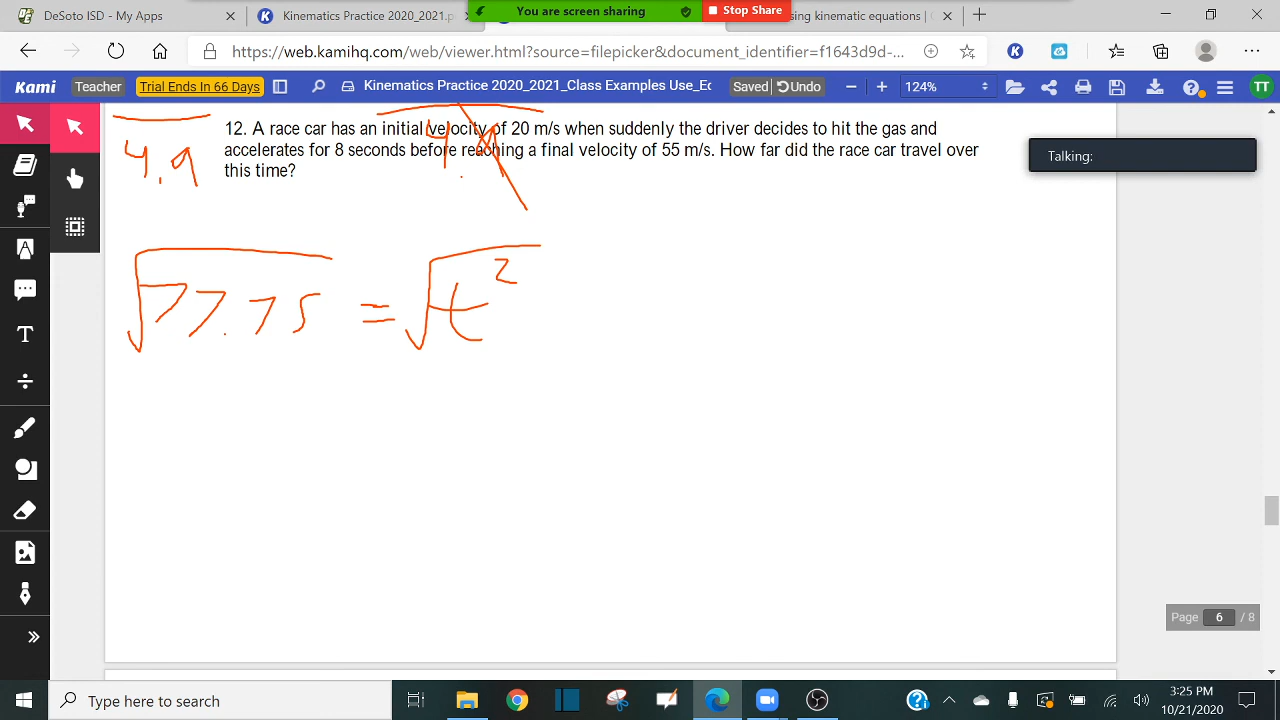 DeSoto ISD - Zoom Apps
Kinematics Practice 2020_2021.p
You are screen sharing
Stop Share
sing kinematic equations (
https://web.kamihq.com/web/viewer.html?source=filepicker&document_identifier=f1643d9d-...
Kami
Teacher
Trial Ends In 66 Days
Kinematics Practice 2020_2021_Class Examples Use_Ec
Saved
Undo
124%
TT
12. A race car has an initial velocity of 20 m/s when suddenly the driver decides to hit the gas and
accelerates for 8 seconds before reaching a final velocity of 55 m/s. How far did the race car travel over
this time?
4.9
4.9
Talking:
√77.75 = √t²
Page 6 / 8
Type here to search
3:25 PM
10/21/2020